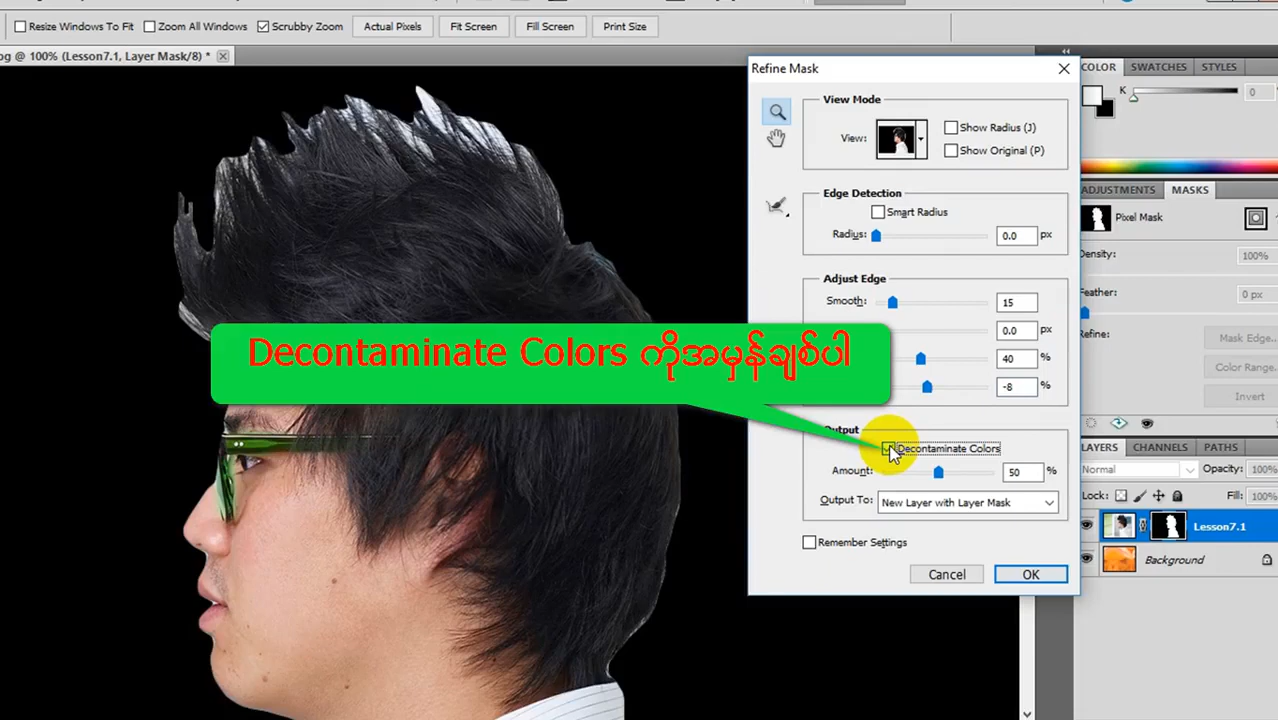 Resize Windows To Fit Zoom All Windows Scrubby Zoom Actual Pixels Fit Screen Fill Screen Print Size
og @ 100% (Lesson7.1, Layer Mask/8) *
Refine Mask
View Mode
View:
Show Radius (J)
Show Original (P)
Edge Detection
Smart Radius
Radius: 0.0 px
Adjust Edge
Smooth: 15
0.0 px
40 %
-8 %
Decontaminate Colors ကိုအမှန်ချစ်ပါ
Output
Decontaminate Colors
Amount: 50 %
Output To: New Layer with Layer Mask
Remember Settings
Cancel OK
COLOR SWATCHES STYLES
K 0
ADJUSTMENTS MASKS
Pixel Mask
Density: 100%
Feather: 0 px
Refine: Mask Edge...
Color Range...
Invert
LAYERS CHANNELS PATHS
Normal Opacity: 100%
Lock: Fill: 100%
Lesson7.1
Background